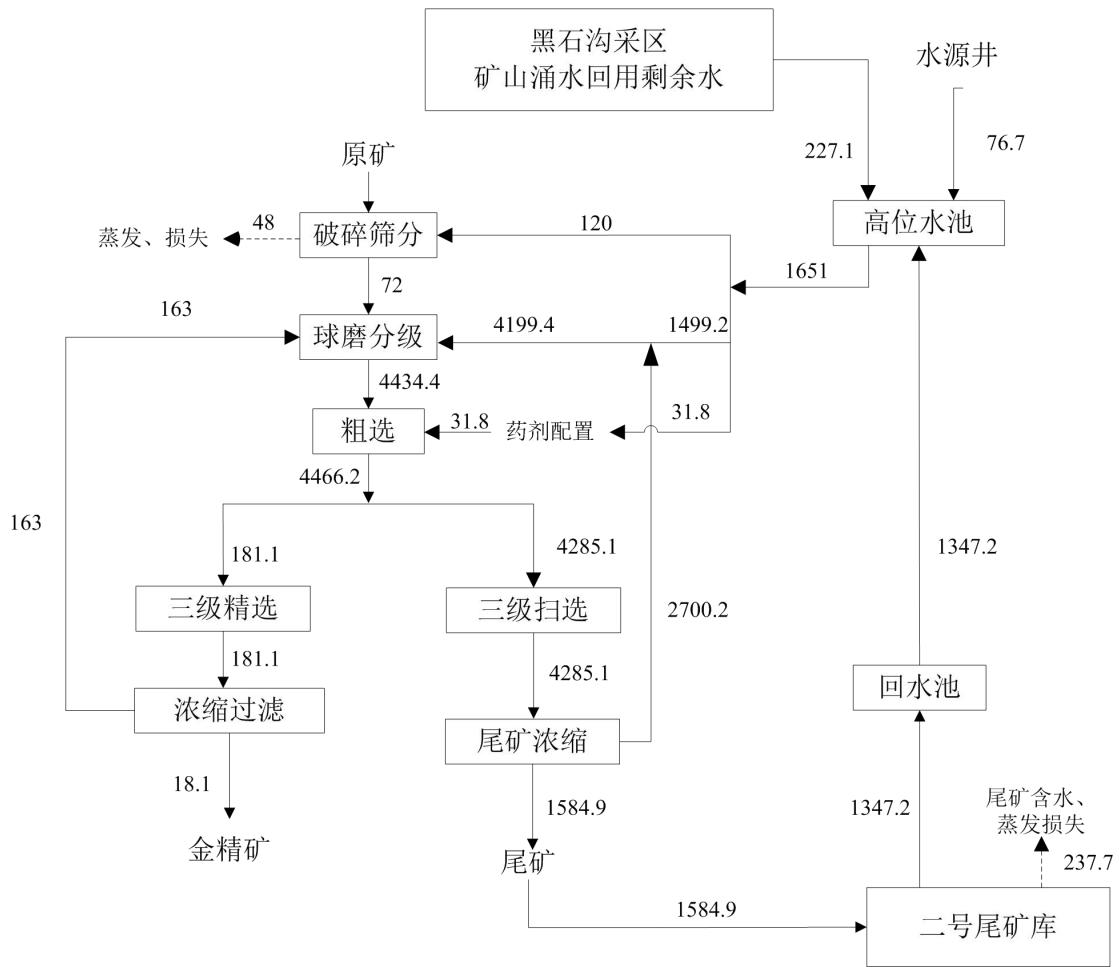 黑石沟采区
矿山涌水回用剩余水
水源井
227.1
76.7
原矿
48
120
蒸发、损失
破碎筛分
高位水池
1651
72
163
4199.4
1499.2
球磨分级
4434.4
31.8
31.8
粗选
药剂配置
4466.2
163
181.1
4285.1
1347.2
三级精选
三级扫选
2700.2
181.1
4285.1
回水池
浓缩过滤
尾矿浓缩
18.1
1584.9
1347.2
尾矿含水、
蒸发损失
金精矿
尾矿
237.7
1584.9
二号尾矿库